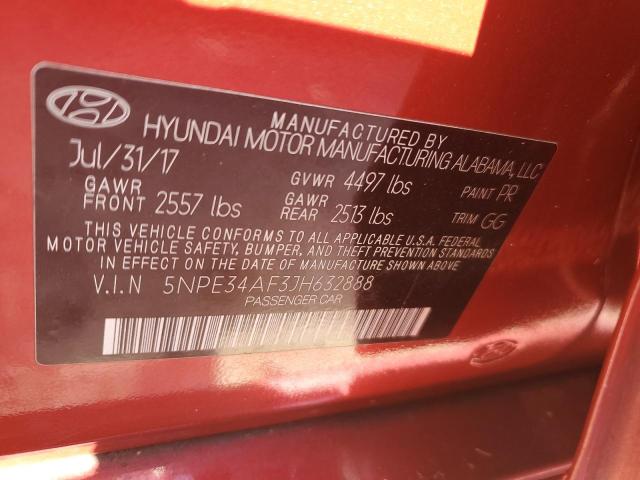 MANUFACTURED BY
HYUNDAI MOTOR MANUFACTURING ALABAMA, LLC
Jul/31/17 GVWR 4497 lbs PAINT PR
GAWR FRONT 2557 lbs GAWR REAR 2513 lbs TRIM GG
THIS VEHICLE CONFORMS TO ALL APPLICABLE U.S.A. FEDERAL
MOTOR VEHICLE SAFETY, BUMPER, AND THEFT PREVENTION STANDARDS
IN EFFECT ON THE DATE OF MANUFACTURE SHOWN ABOVE.
V.I.N 5NPE34AF3JH632888
PASSENGER CAR